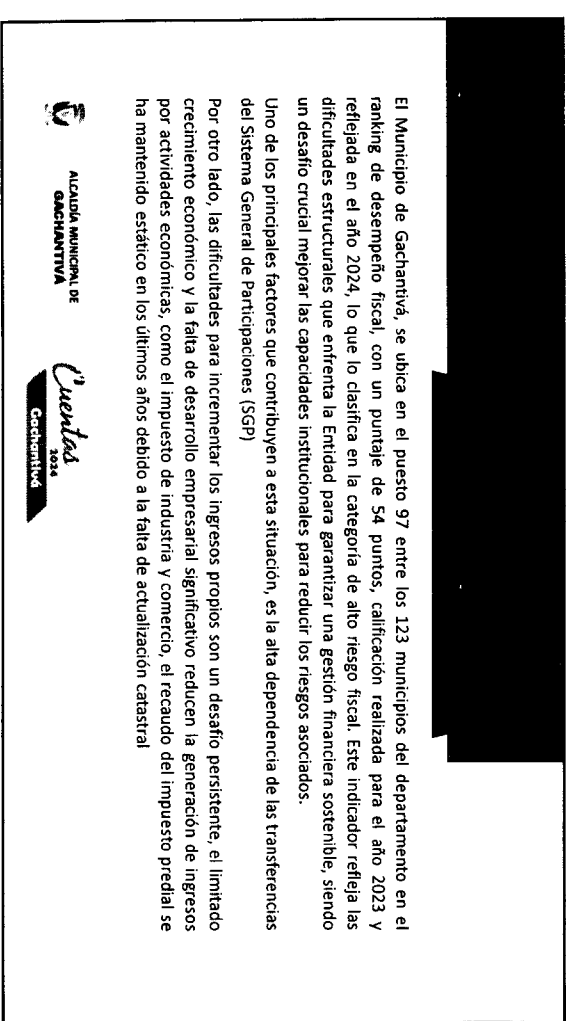 El Municipio de Gachantivá, se ubica en el puesto 97 entre los 123 municipios del departamento en el
ranking de desempeño fiscal, con un puntaje de 54 puntos, calificación realizada para el año 2023 y
reflejada en el año 2024, lo que lo clasifica en la categoría de alto riesgo fiscal. Este indicador refleja las
dificultades estructurales que enfrenta la Entidad para garantizar una gestión financiera sostenible, siendo
un desafío crucial mejorar las capacidades institucionales para reducir los riesgos asociados.
Uno de los principales factores que contribuyen a esta situación, es la alta dependencia de las transferencias
del Sistema General de Participaciones (SGP)
Por otro lado, las dificultades para incrementar los ingresos propios son un desafío persistente, el limitado
crecimiento económico y la falta de desarrollo empresarial significativo reducen la generación de ingresos
por actividades económicas, como el impuesto de industria y comercio, el recaudo del impuesto predial se
ha mantenido estático en los últimos años debido a la falta de actualización catastral
ALCALDÍA MUNICIPAL DE
GACHANTIVÁ
Cuentas
2024
Gachantivá